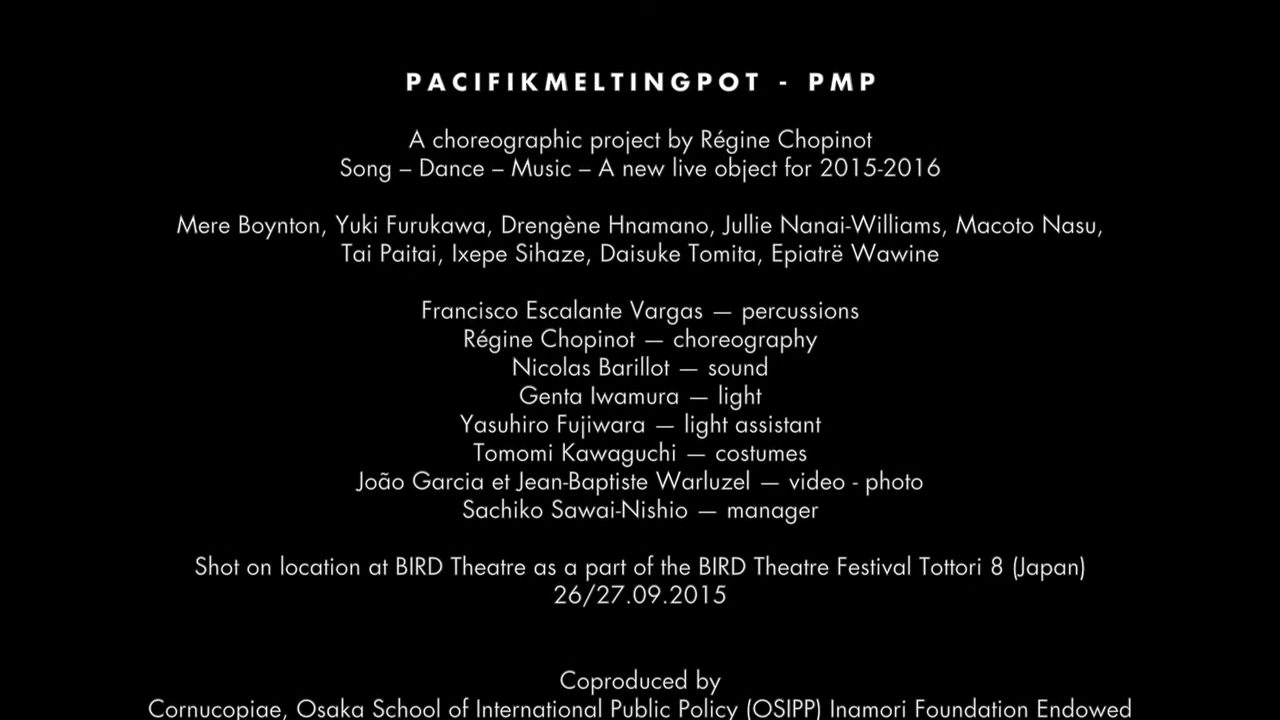 PACIFIKMELTINGPOT - PMP
A choreographic project by Régine Chopinot
Song – Dance – Music – A new live object for 2015-2016
Mere Boynton, Yuki Furukawa, Drengène Hnamano, Jullie Nanai-Williams, Macoto Nasu,
Tai Paitai, Ixepe Sihaze, Daisuke Tomita, Epiatrë Wawine
Francisco Escalante Vargas — percussions
Régine Chopinot — choreography
Nicolas Barillot — sound
Genta Iwamura — light
Yasuhiro Fujiwara — light assistant
Tomomi Kawaguchi — costumes
João Garcia et Jean-Baptiste Warluzel — video - photo
Sachiko Sawai-Nishio — manager
Shot on location at BIRD Theatre as a part of the BIRD Theatre Festival Tottori 8 (Japan)
26/27.09.2015
Coproduced by
Cornucopiae, Osaka School of International Public Policy (OSIPP) Inamori Foundation Endowed